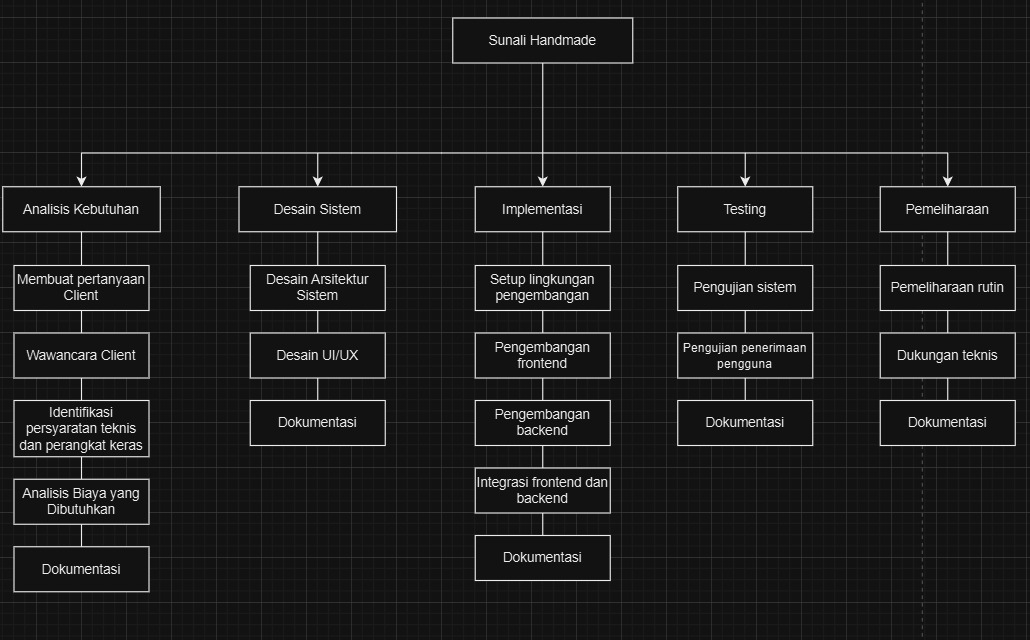 Sunali Handmade
Analisis Kebutuhan
Desain Sistem
Implementasi
Testing
Pemeliharaan
Membuat pertanyaan
Client
Wawancara Client
Identifikasi
persyaratan teknis
dan perangkat keras
Analisis Biaya yang
Dibutuhkan
Dokumentasi
Desain Arsitektur
Sistem
Desain UI/UX
Dokumentasi
Setup lingkungan
pengembangan
Pengembangan
frontend
Pengembangan
backend
Integrasi frontend dan
backend
Dokumentasi
Pengujian sistem
Pengujian penerimaan
pengguna
Dokumentasi
Pemeliharaan rutin
Dukungan teknis
Dokumentasi